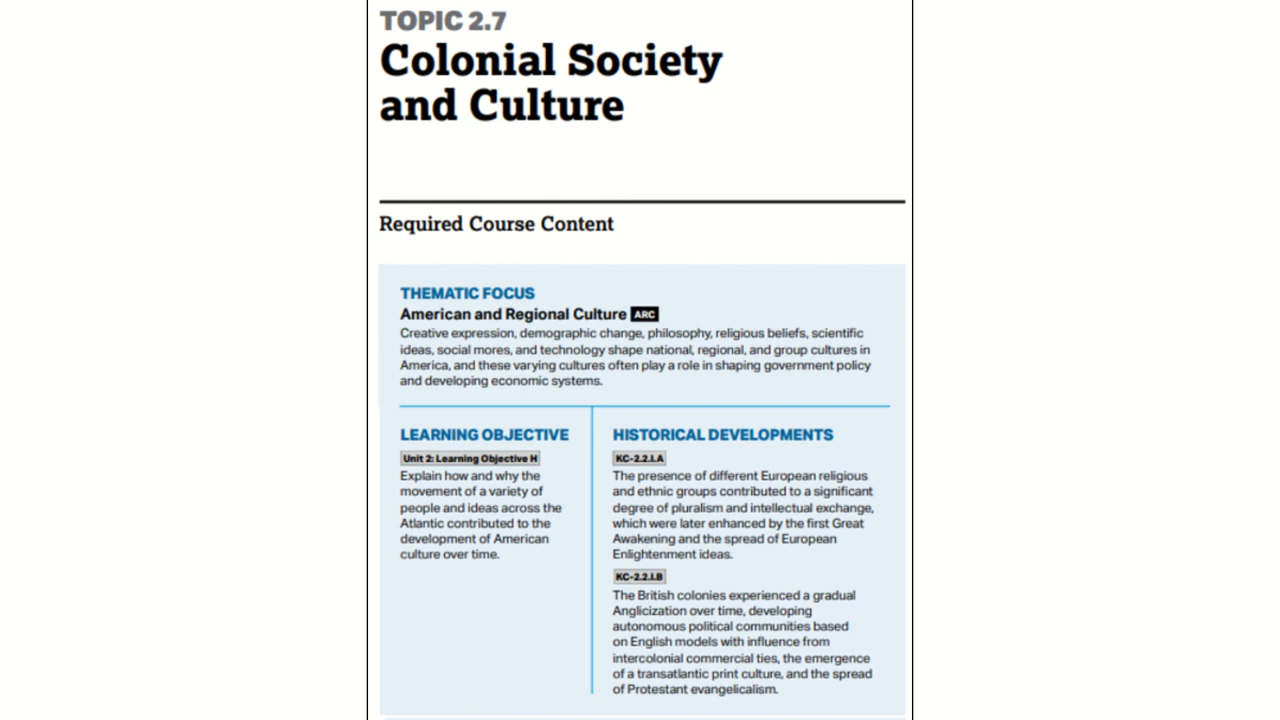 TOPIC 2.7
Colonial Society
and Culture
Required Course Content
THEMATIC FOCUS
American and Regional Culture ARC
Creative expression, demographic change, philosophy, religious beliefs, scientific
ideas, social mores, and technology shape national, regional, and group cultures in
America, and these varying cultures often play a role in shaping government policy
and developing economic systems.
LEARNING OBJECTIVE
Unit 2: Learning Objective H
Explain how and why the
movement of a variety of
people and ideas across the
Atlantic contributed to the
development of American
culture over time.
HISTORICAL DEVELOPMENTS
KC-2.2.I.A
The presence of different European religious
and ethnic groups contributed to a significant
degree of pluralism and intellectual exchange,
which were later enhanced by the first Great
Awakening and the spread of European
Enlightenment ideas.
KC-2.2.I.B
The British colonies experienced a gradual
Anglicization over time, developing
autonomous political communities based
on English models with influence from
intercolonial commercial ties, the emergence
of a transatlantic print culture, and the spread
of Protestant evangelicalism.